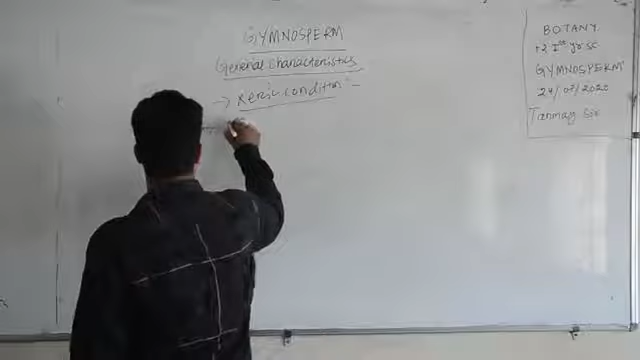 GYMNOSPERM
General characteristics
→ Xeric condition :-
BOTANY
+2 Ist yr sc
GYMNOSPERM
24/07/2020
Tanmay Sir